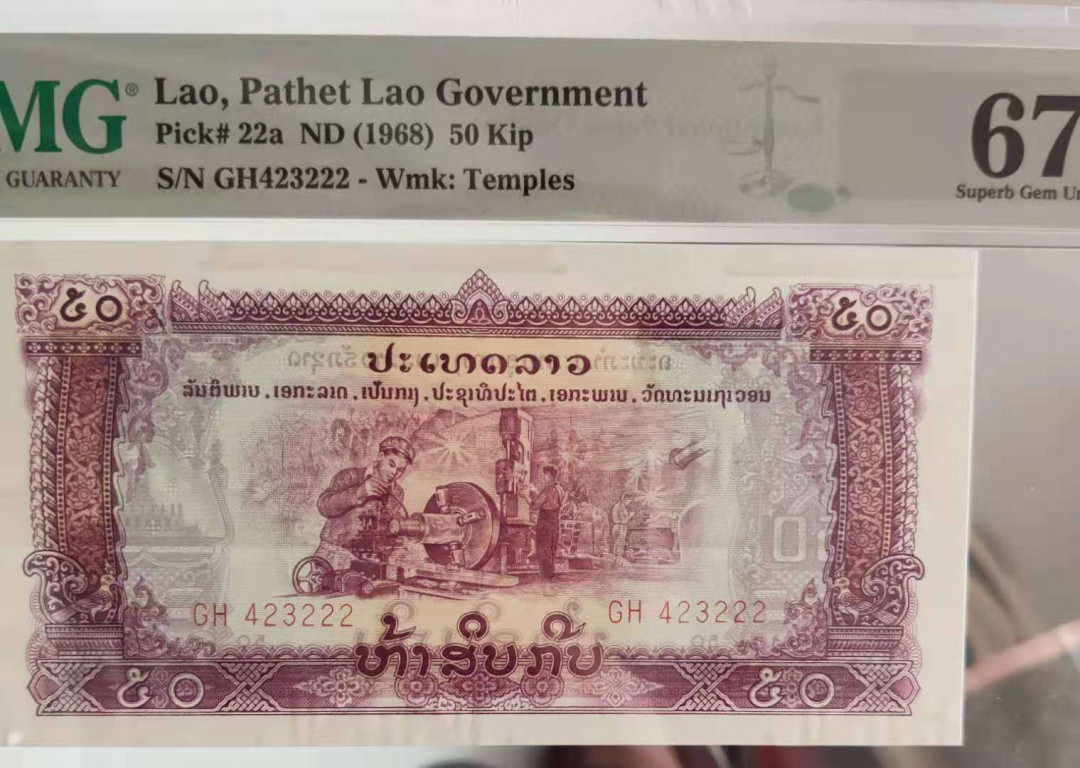 MG®
GUARANTY
Lao, Pathet Lao Government
Pick# 22a ND (1968) 50 Kip
S/N GH423222 - Wmk: Temples
67
Superb Gem
໕໐ ໕໐
ປະເທດລາວ
ສັນຕິພາບ . ເອກະລາດ . ເປັນກາງ . ປະຊາທິປະໄຕ . ເອກະພາບ . ວັດທະນາຖາວອນ
GH 423222 GH 423222
ຫ້າສິບກີບ
໕໐ ໕໐